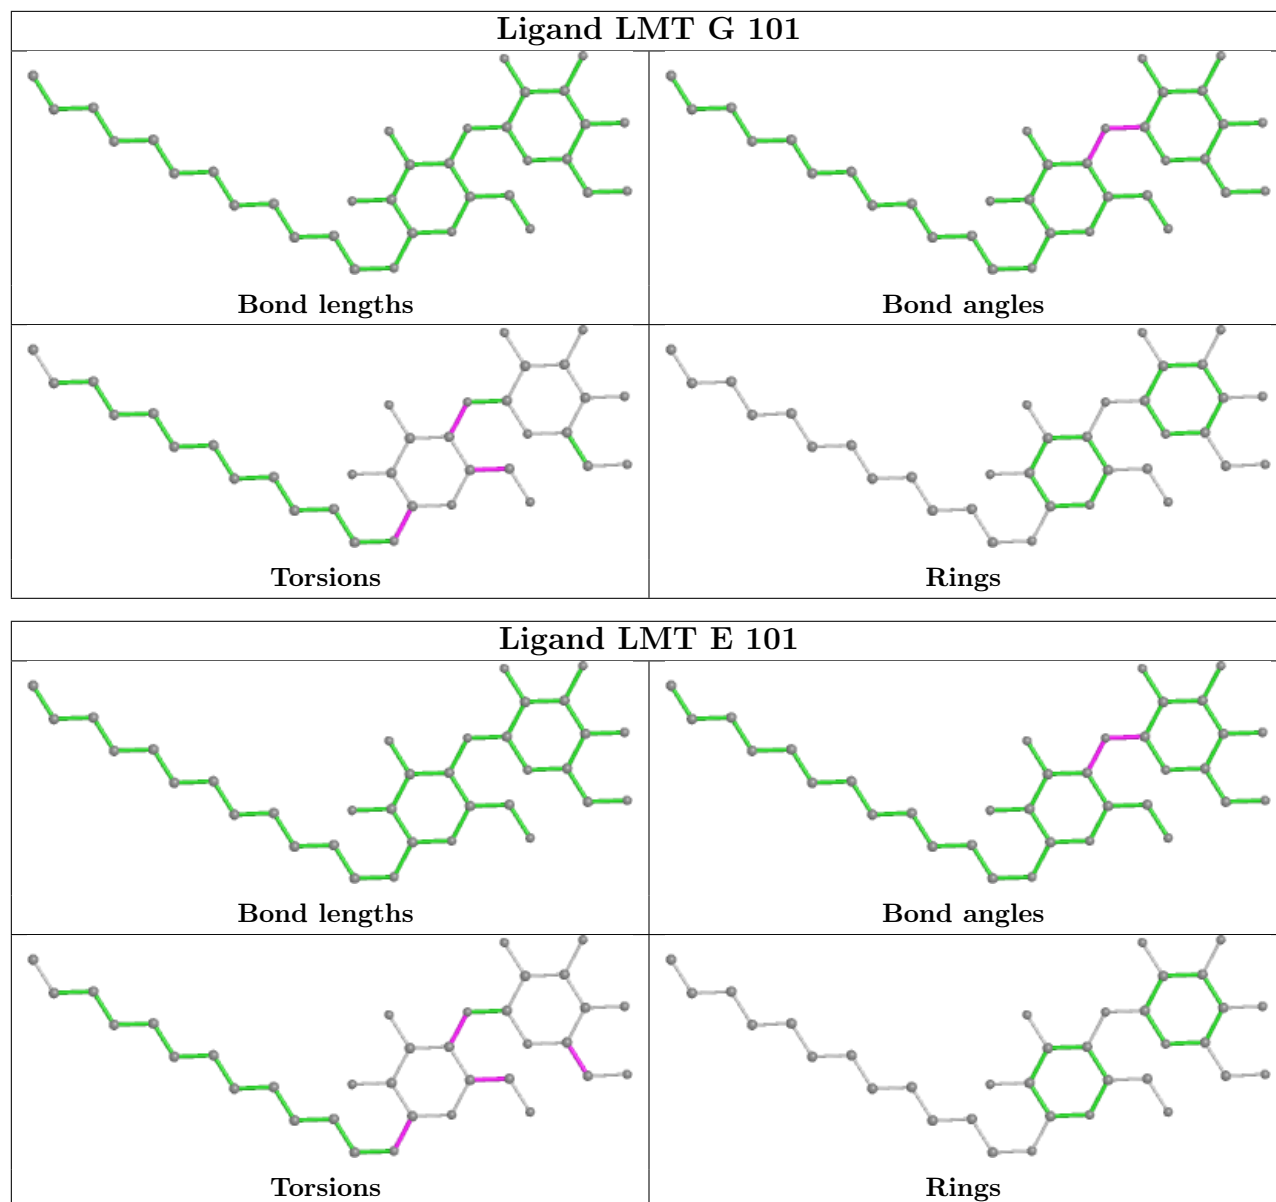 Ligand LMT G 101
Bond lengths
Bond angles
Torsions
Rings
Ligand LMT E 101
Bond lengths
Bond angles
Torsions
Rings